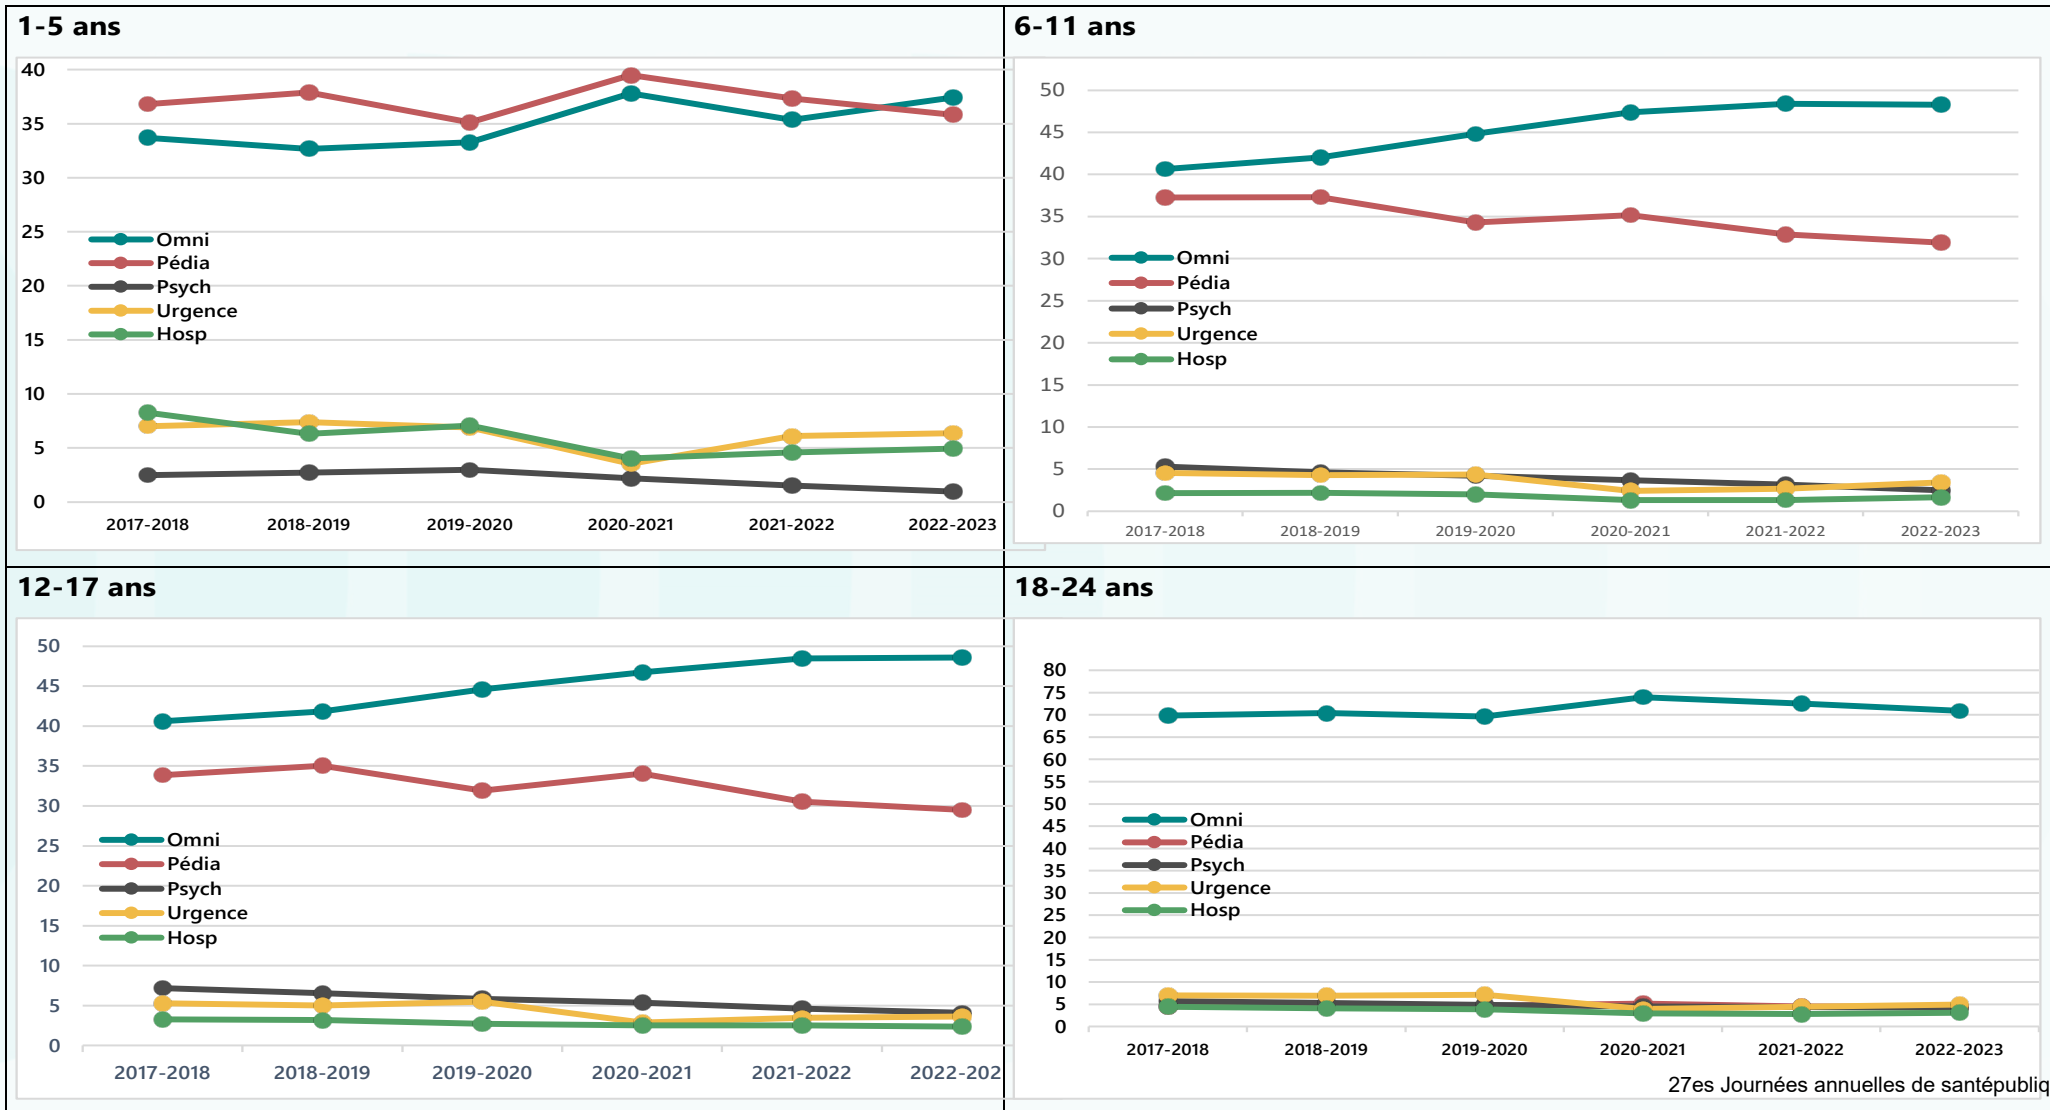 1-5 ans
40
35
30
25
20
15
10
5
0
Omni
Pédia
Psych
Urgence
Hosp
2017-2018 2018-2019 2019-2020 2020-2021 2021-2022 2022-2023
6-11 ans
50
45
40
35
30
25
20
15
10
5
0
Omni
Pédia
Psych
Urgence
Hosp
2017-2018 2018-2019 2019-2020 2020-2021 2021-2022 2022-2023
12-17 ans
50
45
40
35
30
25
20
15
10
5
0
Omni
Pédia
Psych
Urgence
Hosp
2017-2018 2018-2019 2019-2020 2020-2021 2021-2022 2022-202
18-24 ans
80
75
70
65
60
55
50
45
40
35
30
25
20
15
10
5
0
Omni
Pédia
Psych
Urgence
Hosp
2017-2018 2018-2019 2019-2020 2020-2021 2021-2022 2022-2023
27es Journées annuelles de santépubliq